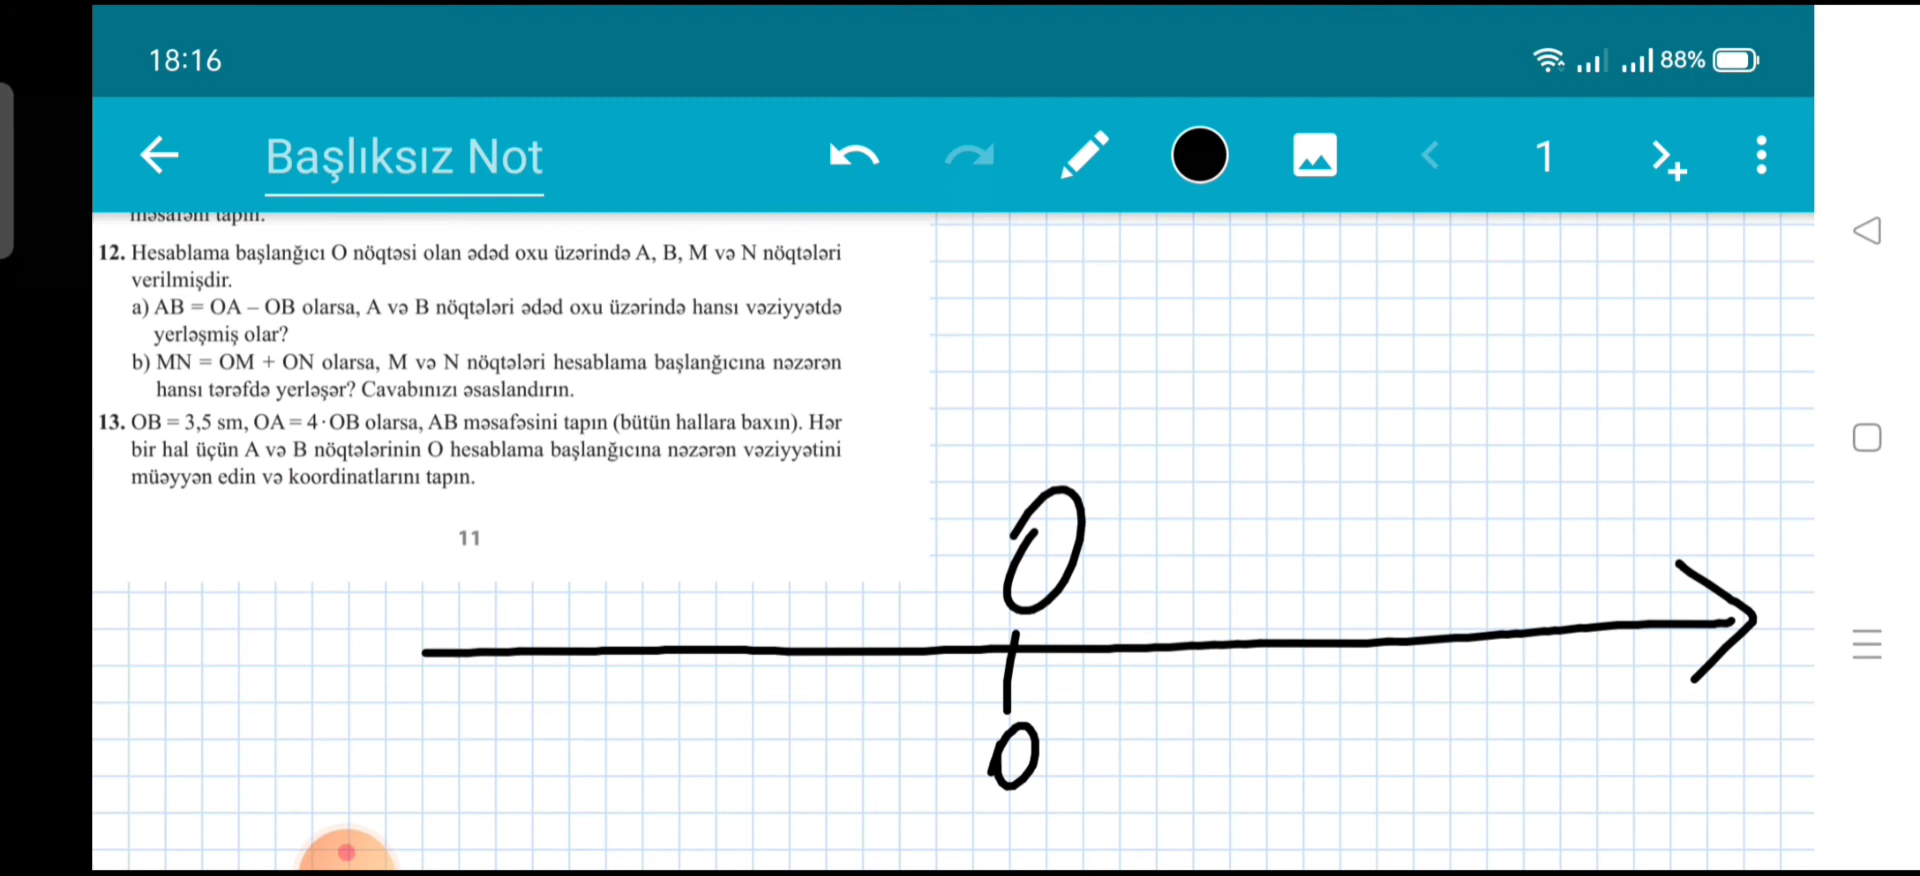 18:16
88%
Başlıksız Not
1
məsafəni tapın.
12. Hesablama başlanğıcı O nöqtəsi olan ədəd oxu üzərində A, B, M və N nöqtələri
verilmişdir.
a) AB = OA – OB olarsa, A və B nöqtələri ədəd oxu üzərində hansı vəziyyətdə
yerləşmiş olar?
b) MN = OM + ON olarsa, M və N nöqtələri hesablama başlanğıcına nəzərən
hansı tərəfdə yerləşər? Cavabınızı əsaslandırın.
13. OB = 3,5 sm, OA = 4 · OB olarsa, AB məsafəsini tapın (bütün hallara baxın). Hər
bir hal üçün A və B nöqtələrinin O hesablama başlanğıcına nəzərən vəziyyətini
müəyyən edin və koordinatlarını tapın.
11
O
0